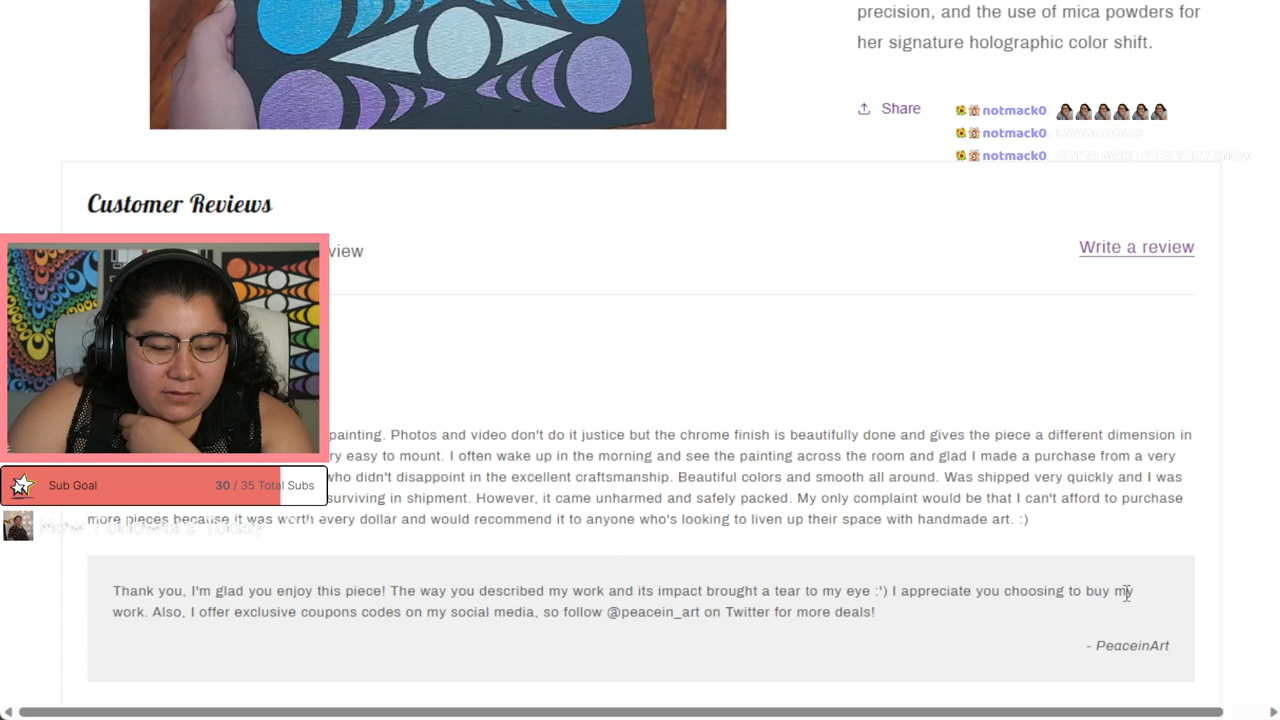 precision, and the use of mica powders for
her signature holographic color shift.
Share
notmack0
notmack0
notmack0
Customer Reviews
view
Write a review
painting. Photos and video don't do it justice but the chrome finish is beautifully done and gives the piece a different dimension in
ry easy to mount. I often wake up in the morning and see the painting across the room and glad I made a purchase from a very
who didn't disappoint in the excellent craftsmanship. Beautiful colors and smooth all around. Was shipped very quickly and I was
surviving in shipment. However, it came unharmed and safely packed. My only complaint would be that I can't afford to purchase
more pieces because it was worth every dollar and would recommend it to anyone who's looking to liven up their space with handmade art. :)
Sub Goal
30 / 35 Total Subs
Thank you, I'm glad you enjoy this piece! The way you described my work and its impact brought a tear to my eye :') I appreciate you choosing to buy my
work. Also, I offer exclusive coupons codes on my social media, so follow @peacein_art on Twitter for more deals!
- PeaceinArt